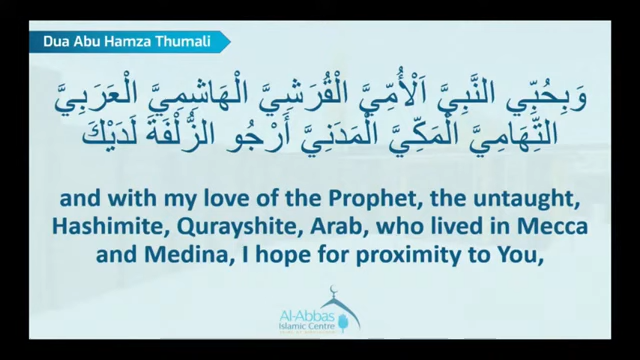 Dua Abu Hamza Thumali
وَبِحُبِّي النَّبِيَّ اَلْأُمِّيَّ الْقُرَشِيَّ الْهَاشِمِيَّ الْعَرَبِيَّ
التِّهَامِيَّ الْمَكِّيَّ الْمَدَنِيَّ أَرْجُو الزُّلْفَةَ لَدَيْكَ
and with my love of the Prophet, the untaught,
Hashimite, Qurayshite, Arab, who lived in Mecca
and Medina, I hope for proximity to You,
Al-Abbas
Islamic Centre